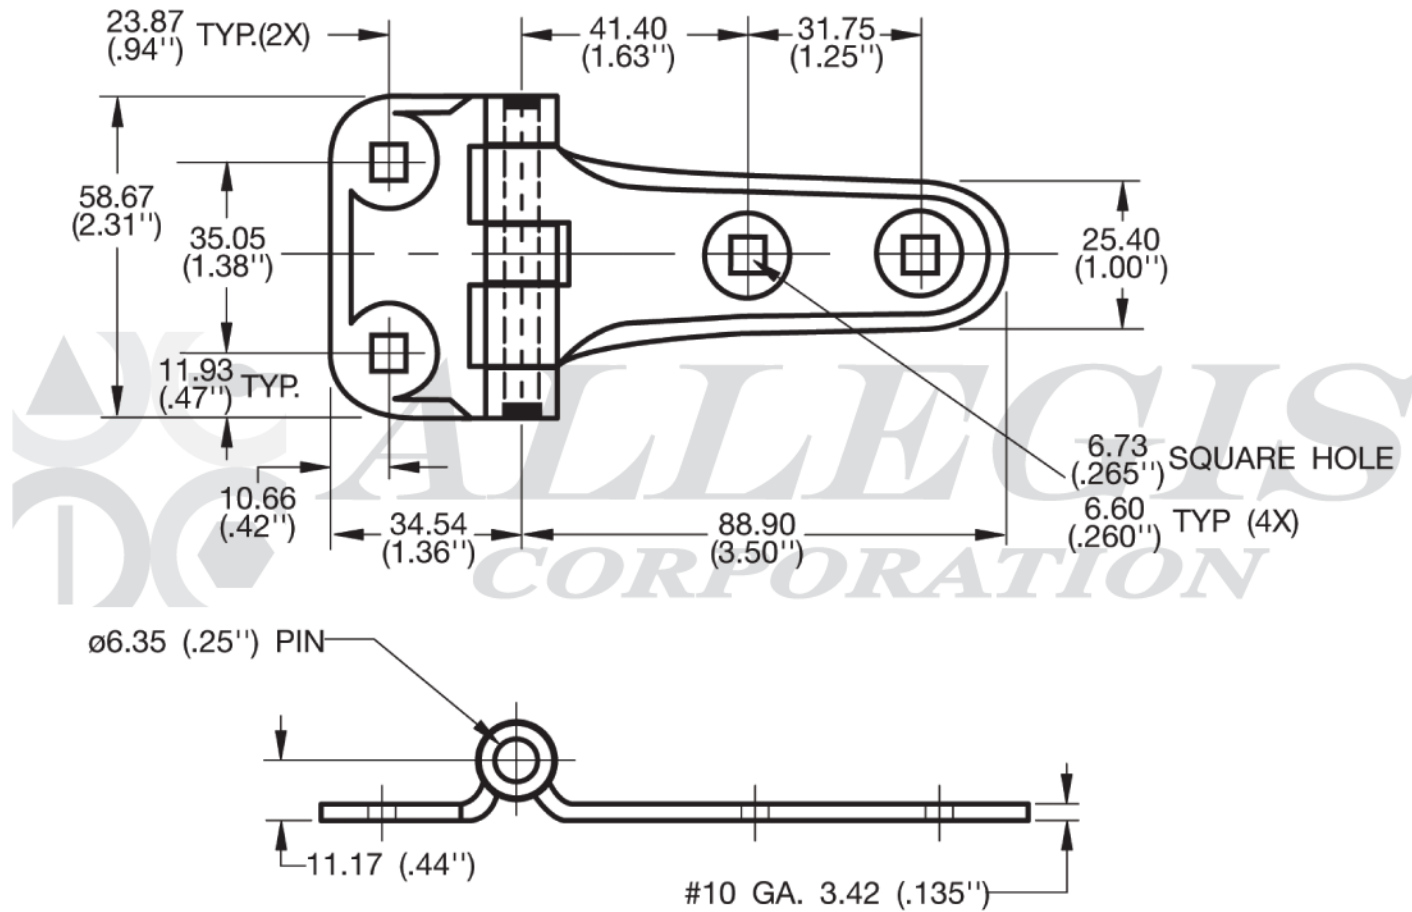 23.87
(.94'') TYP.(2X)
41.40
(1.63'')
31.75
(1.25'')
58.67
(2.31'')
35.05
(1.38'')
25.40
(1.00'')
11.93
(.47'') TYP.
10.66
(.42'')
34.54
(1.36'')
88.90
(3.50'')
6.73
(.265'') SQUARE HOLE
6.60
(.260'') TYP (4X)
ALLEGIS
CORPORATION
ø6.35 (.25'') PIN
11.17 (.44'')
#10 GA. 3.42 (.135'')